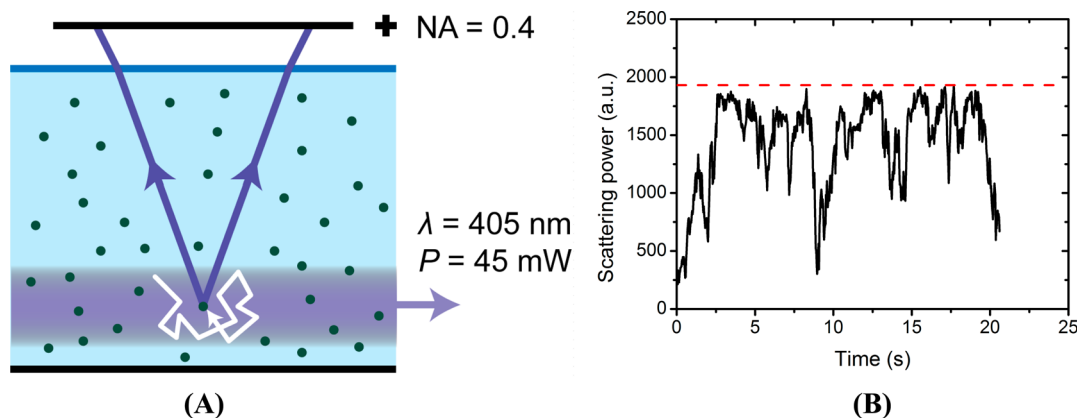 NA = 0.4
λ = 405 nm
P = 45 mW
(A)
Scattering power (a.u.)
2500
2000
1500
1000
500
0
0 5 10 15 20 25
Time (s)
(B)